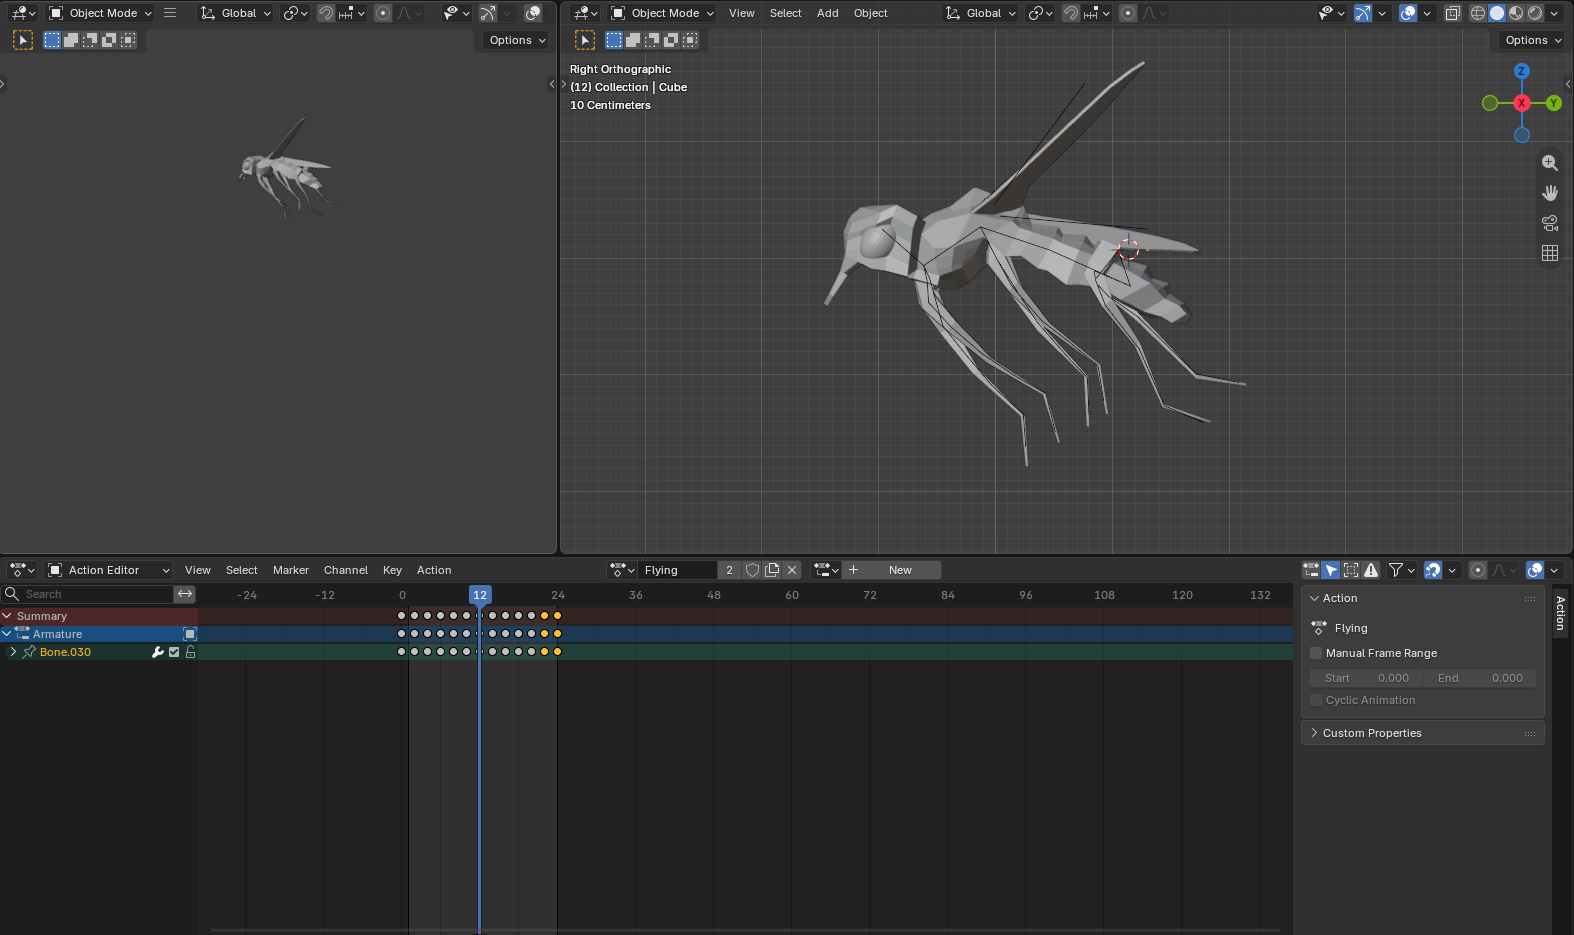 Object Mode
Global
Options
Object Mode
View
Select
Add
Object
Global
Options
Right Orthographic
(12) Collection | Cube
10 Centimeters
Z
X
Y
Action Editor
View
Select
Marker
Channel
Key
Action
Flying
2
New
Search
-24
-12
0
12
24
36
48
60
72
84
96
108
120
132
Summary
Armature
Bone.030
Action
Flying
Manual Frame Range
Start 0.000
End 0.000
Cyclic Animation
Custom Properties
Action